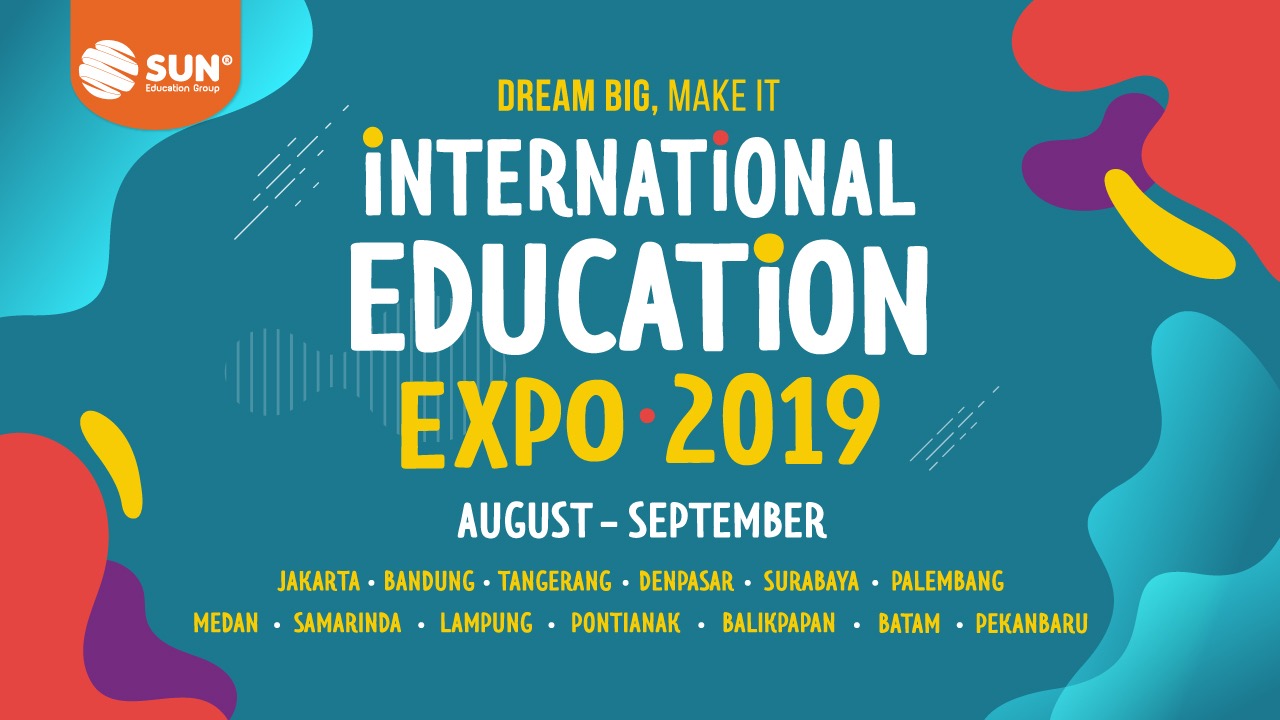 SUN®
Education Group
DREAM BIG, MAKE IT
iNTERNATiONAL
EDUCATiON
EXPO • 2019
AUGUST – SEPTEMBER
JAKARTA • BANDUNG • TANGERANG • DENPASAR • SURABAYA • PALEMBANG
MEDAN • SAMARINDA • LAMPUNG • PONTIANAK • BALIKPAPAN • BATAM • PEKANBARU